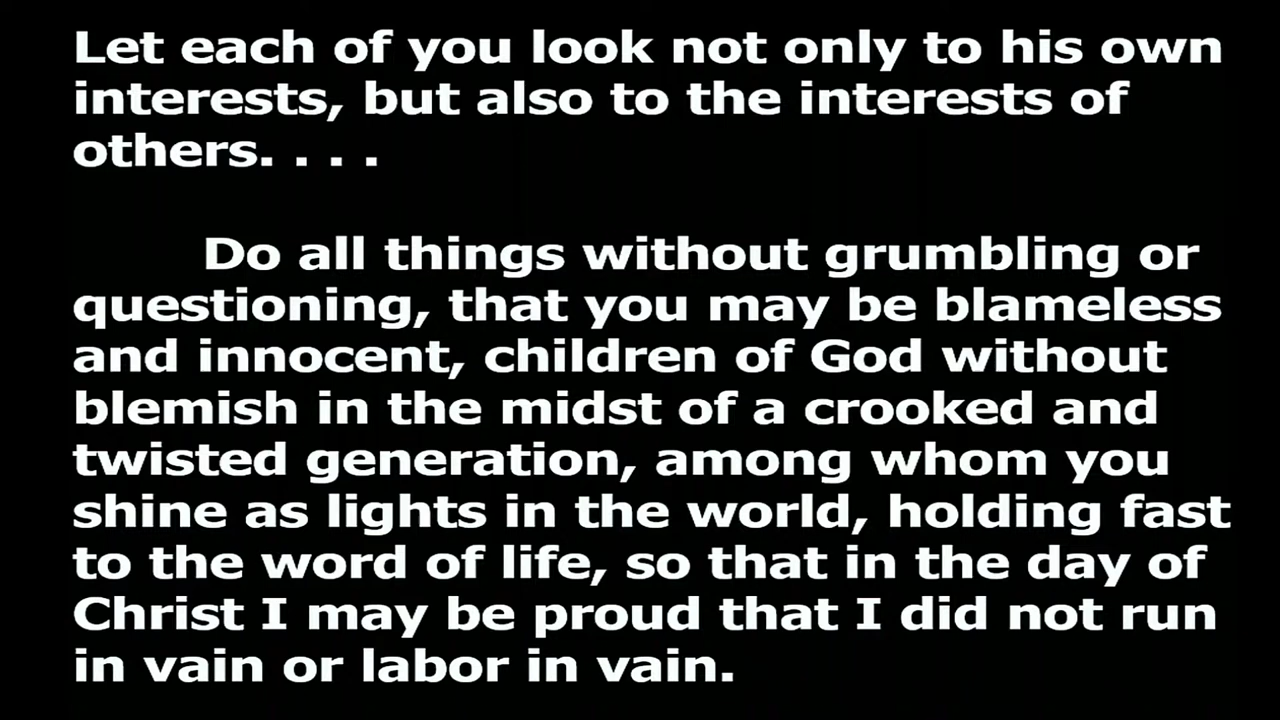 Let each of you look not only to his own
interests, but also to the interests of
others. . . .
Do all things without grumbling or
questioning, that you may be blameless
and innocent, children of God without
blemish in the midst of a crooked and
twisted generation, among whom you
shine as lights in the world, holding fast
to the word of life, so that in the day of
Christ I may be proud that I did not run
in vain or labor in vain.